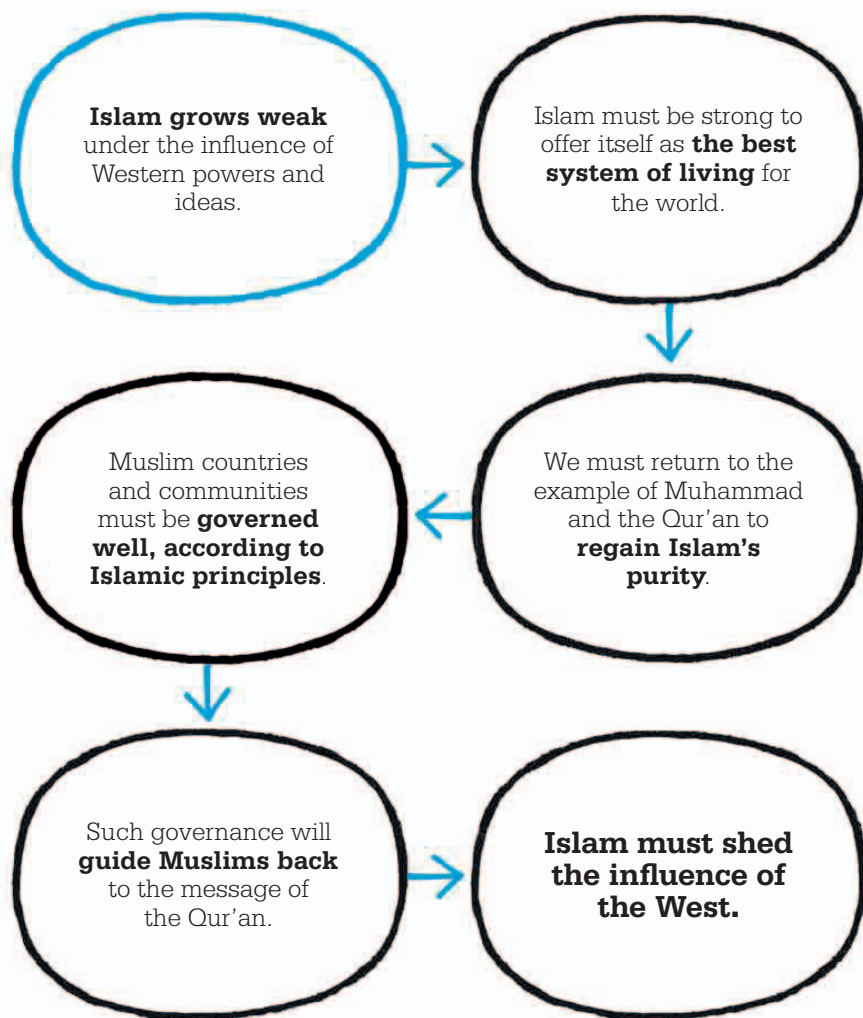 Islam grows weak
under the influence of
Western powers and
ideas.
Islam must be strong to
offer itself as the best
system of living for
the world.
We must return to the
example of Muhammad
and the Qur’an to
regain Islam’s
purity.
Muslim countries
and communities
must be governed
well, according to
Islamic principles.
Such governance will
guide Muslims back
to the message of
the Qur’an.
Islam must shed
the influence of
the West.